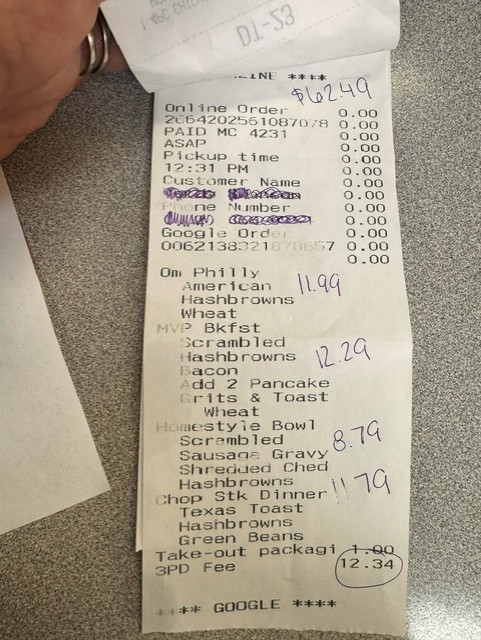 DT-23
INE ****
$62.49
Online Order 0.00
2664202561087078 0.00
PAID MC 4231 0.00
ASAP 0.00
Pickup time 0.00
12:31 PM 0.00
Customer Name 0.00
0.00
Phone Number 0.00
0.00
Google Order 0.00
0062138321878657 0.00
0.00
Om Philly
American 11.99
Hashbrowns
Wheat
MVP Bkfst
Scrambled
Hashbrowns 12.29
Bacon
Add 2 Pancake
Grits & Toast
Wheat
Homestyle Bowl
Scrambled 8.79
Sausage Gravy
Shredded Ched
Hashbrowns
Chop Stk Dinner 11.79
Texas Toast
Hashbrowns
Green Beans
Take-out packagi 1.00
3PD Fee 12.34
**** GOOGLE ****